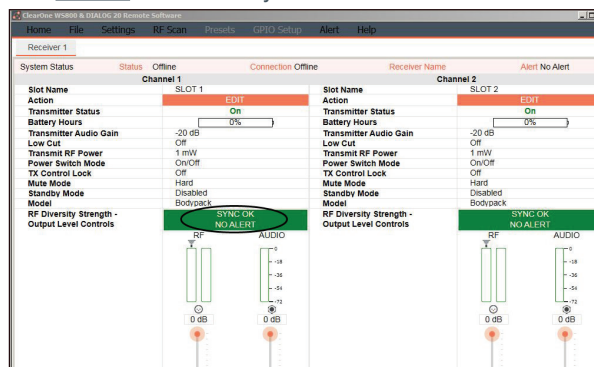 ClearOne WS800 & DIALOG 20 Remote Software
Home File Settings RF Scan Presets GPIO Setup Alert Help
Receiver 1
System Status Status Offline Connection Offline Receiver Name Alert No Alert
Channel 1 Channel 2
Slot Name SLOT 1 Slot Name SLOT 2
Action EDIT Action EDIT
Transmitter Status On Transmitter Status On
Battery Hours 0% Battery Hours 0%
Transmitter Audio Gain -20 dB Transmitter Audio Gain -20 dB
Low Cut Off Low Cut Off
Transmit RF Power 1 mW Transmit RF Power 1 mW
Power Switch Mode On/Off Power Switch Mode On/Off
TX Control Lock Off TX Control Lock Off
Mute Mode Hard Mute Mode Hard
Standby Mode Disabled Standby Mode Disabled
Model Bodypack Model Bodypack
RF Diversity Strength - SYNC OK RF Diversity Strength - SYNC OK
Output Level Controls NO ALERT Output Level Controls NO ALERT
RF AUDIO RF AUDIO
0 0
-18 -18
-36 -36
-54 -54
-72 -72
0 dB 0 dB 0 dB 0 dB